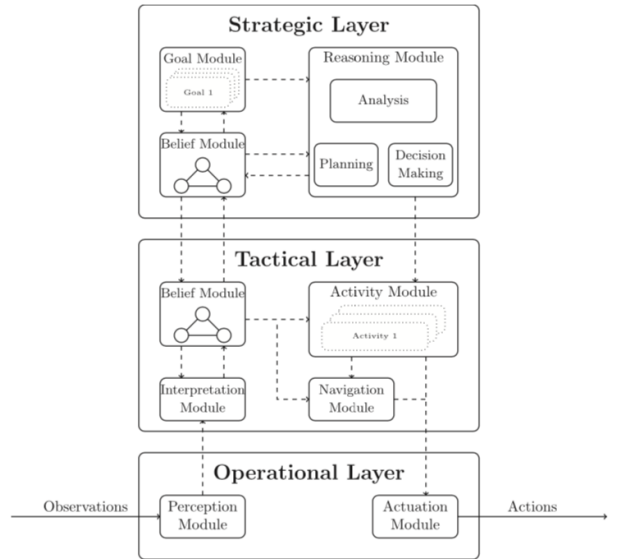 Strategic Layer
Goal Module
Goal 1
Reasoning Module
Analysis
Belief Module
Planning
Decision
Making
Tactical Layer
Belief Module
Activity Module
Activity 1
Interpretation
Module
Navigation
Module
Operational Layer
Observations
Perception
Module
Actuation
Module
Actions